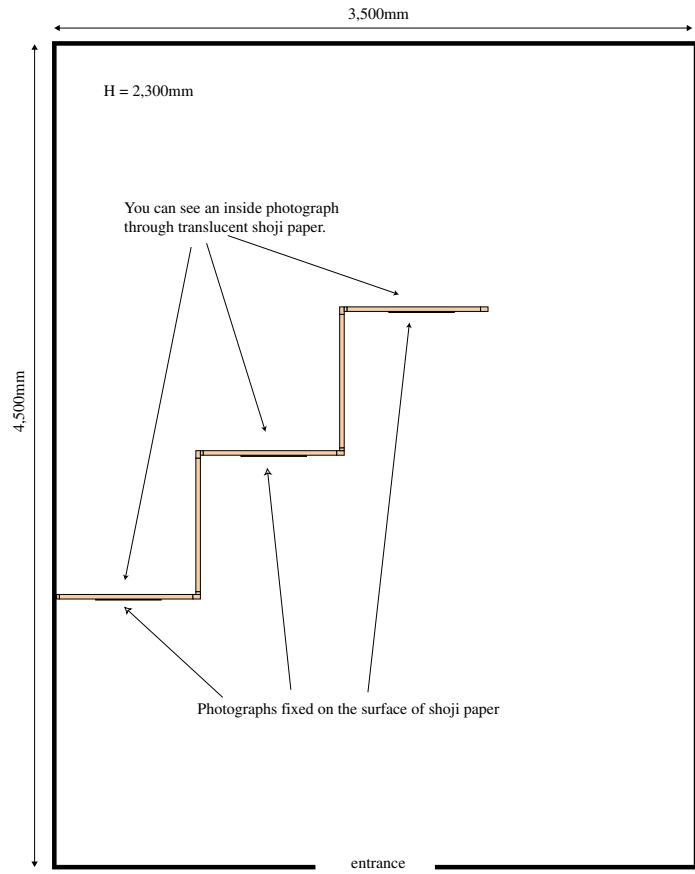 3,500mm
H = 2,300mm
You can see an inside photograph
through translucent shoji paper.
4,500mm
Photographs fixed on the surface of shoji paper
entrance